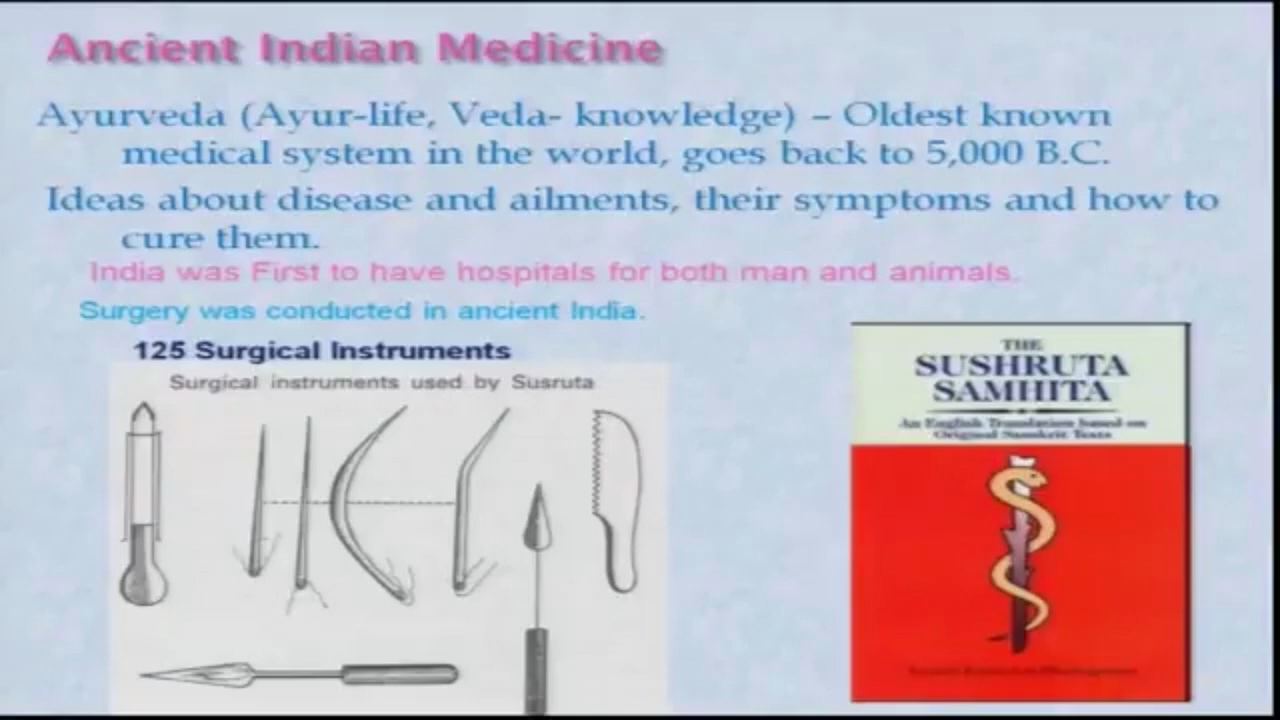 Ancient Indian Medicine
Ayurveda (Ayur-life, Veda- knowledge) – Oldest known
medical system in the world, goes back to 5,000 B.C.
Ideas about disease and ailments, their symptoms and how to
cure them.
India was First to have hospitals for both man and animals.
Surgery was conducted in ancient India.
125 Surgical Instruments
Surgical instruments used by Susruta
THE
SUSHRUTA
SAMHITA
An English Translation based on
Original Sanskrit Texts